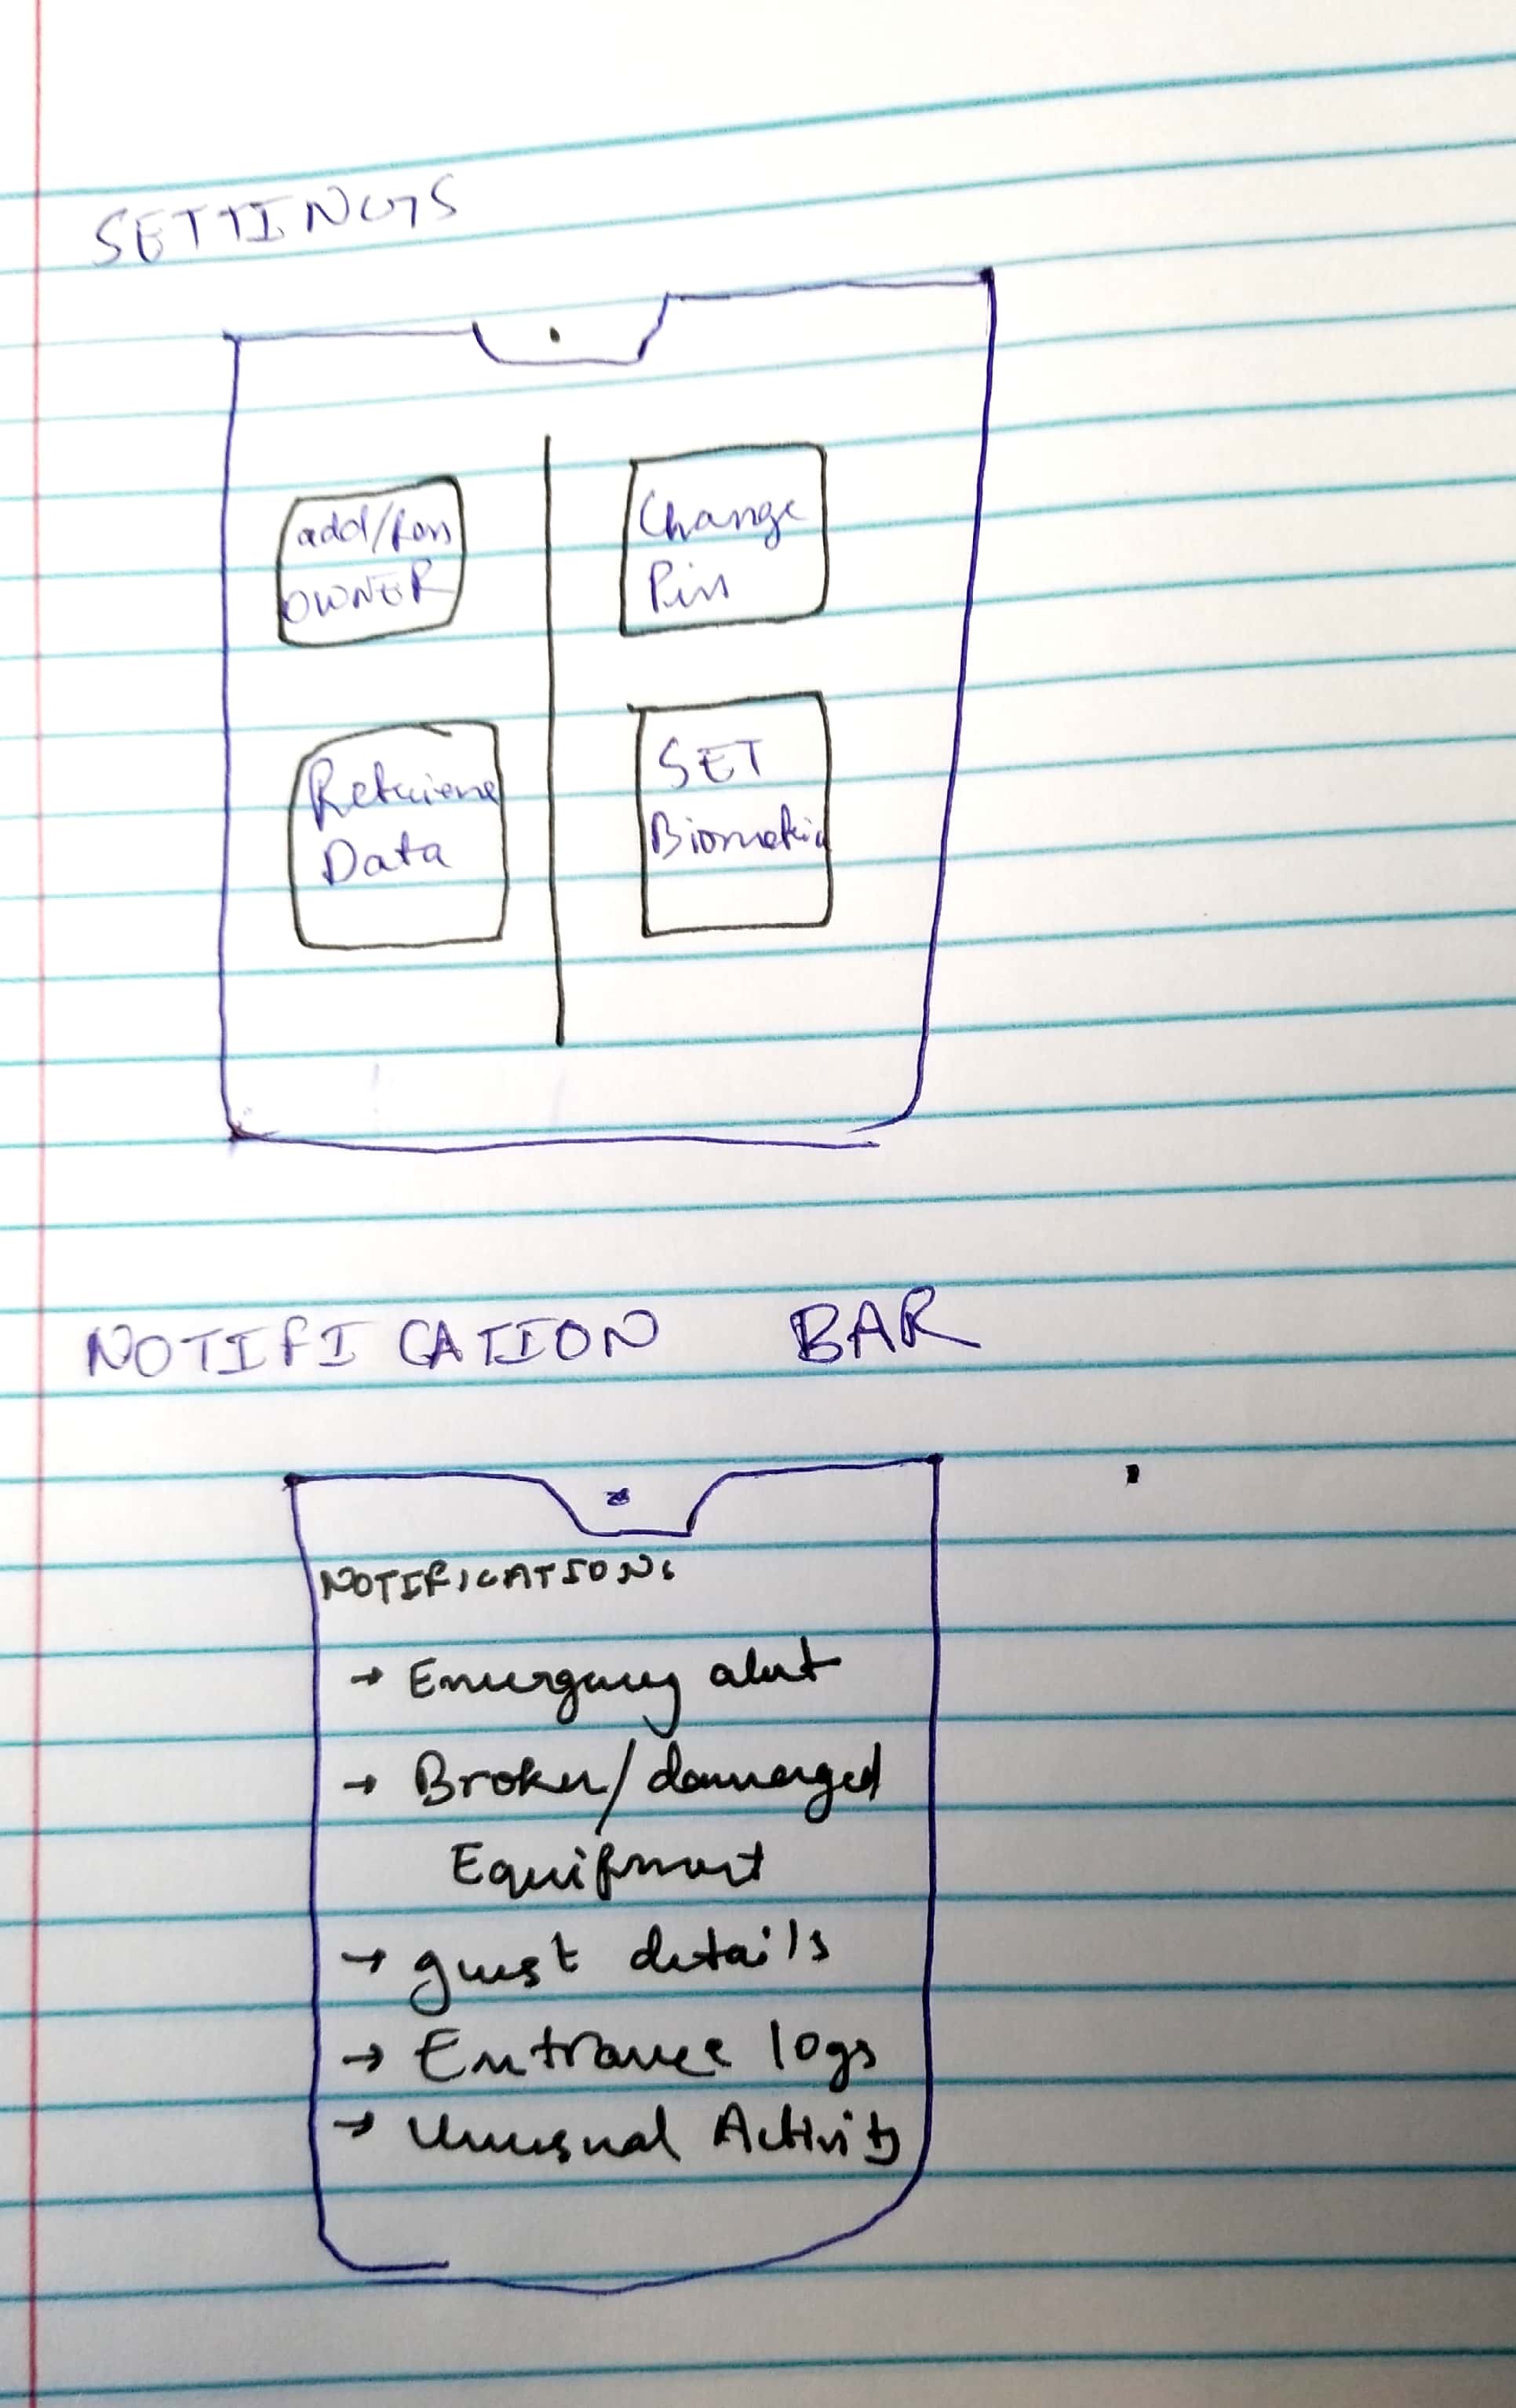 SETTINGS
add/rem
OWNER
Change
Pin
Retrieve
Data
SET
Biometric
NOTIFICATION BAR
NOTIFICATIONS
→ Emergency alert
→ Broken/damaged
Equipment
→ guest details
→ Entrance logs
→ Unusual Activity